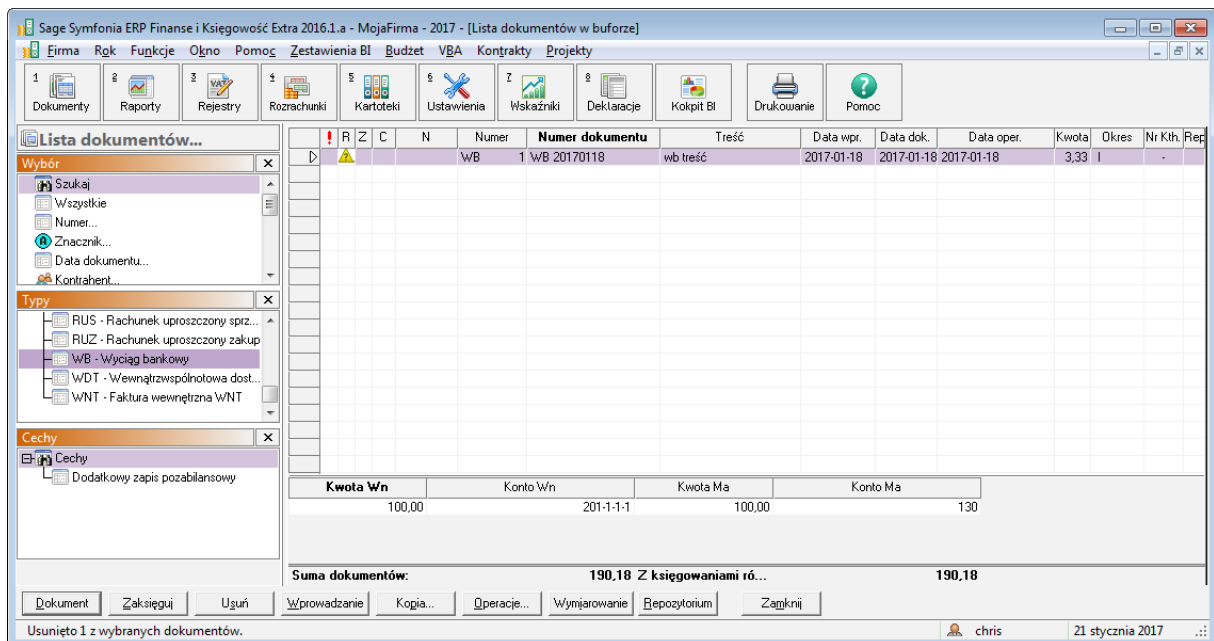 Sage Symfonia ERP Finanse i Księgowość Extra 2016.1.a - MojaFirma - 2017 - [Lista dokumentów w buforze]
Firma Rok Funkcje Okno Pomoc Zestawienia BI Budżet VBA Kontrakty Projekty
1 2 3 4 5 6 7 8
Dokumenty Raporty Rejestry Rozrachunki Kartoteki Ustawienia Wskaźniki Deklaracje Kokpit BI Drukowanie Pomoc
Lista dokumentów...
! R Z C N Numer Numer dokumentu Treść Data wpr. Data dok. Data oper. Kwota Okres Nr Kth. Rep
WB 1 WB 20170118 wb treść 2017-01-18 2017-01-18 2017-01-18 3,33 I -
Wybór
Szukaj
Wszystkie
Numer...
Znacznik...
Data dokumentu...
Kontrahent...
Typy
RUS - Rachunek uproszczony sprz...
RUZ - Rachunek uproszczony zakup
WB - Wyciąg bankowy
WDT - Wewnątrzwspólnotowa dost...
WNT - Faktura wewnętrzna WNT
Cechy
Cechy
Dodatkowy zapis pozabilansowy
Kwota Wn Konto Wn Kwota Ma Konto Ma
100,00 201-1-1-1 100,00 130
Suma dokumentów: 190,18 Z księgowaniami ró... 190,18
Dokument Zaksięguj Usuń Wprowadzanie Kopia... Operacje... Wymiarowanie Repozytorium Zamknij
Usunięto 1 z wybranych dokumentów. chris 21 stycznia 2017